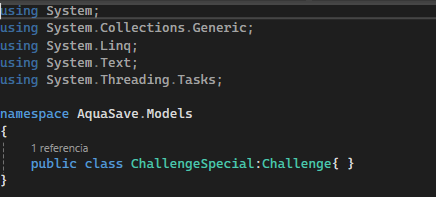 using System;
using System.Collections.Generic;
using System.Linq;
using System.Text;
using System.Threading.Tasks;
namespace AquaSave.Models
{
1 referencia
public class ChallengeSpecial:Challenge{ }
}